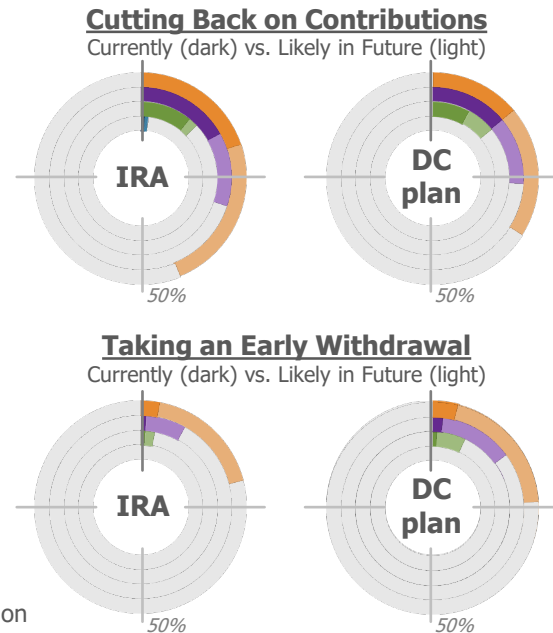 Cutting Back on Contributions
Currently (dark) vs. Likely in Future (light)
IRA
DC
plan
50%
50%
Taking an Early Withdrawal
Currently (dark) vs. Likely in Future (light)
IRA
DC
plan
on
50%
50%